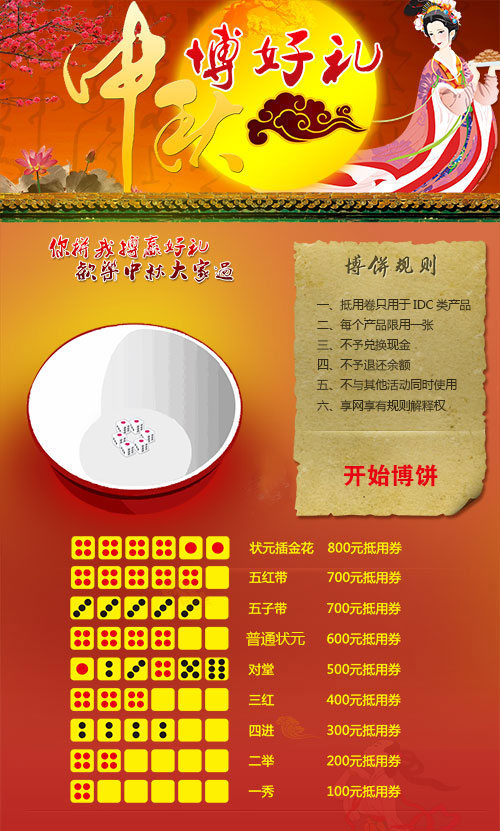 中秋
博好礼
你拼我搏赢好礼
歡樂中秋大家過
博饼规则
一、抵用卷只用于 IDC 类产品
二、每个产品限用一张
三、不予兑换现金
四、不予退还余额
五、不与其他活动同时使用
六、享网享有规则解释权
开始博饼
状元插金花 800元抵用券
五红带 700元抵用券
五子带 700元抵用券
普通状元 600元抵用券
对堂 500元抵用券
三红 400元抵用券
四进 300元抵用券
二举 200元抵用券
一秀 100元抵用券